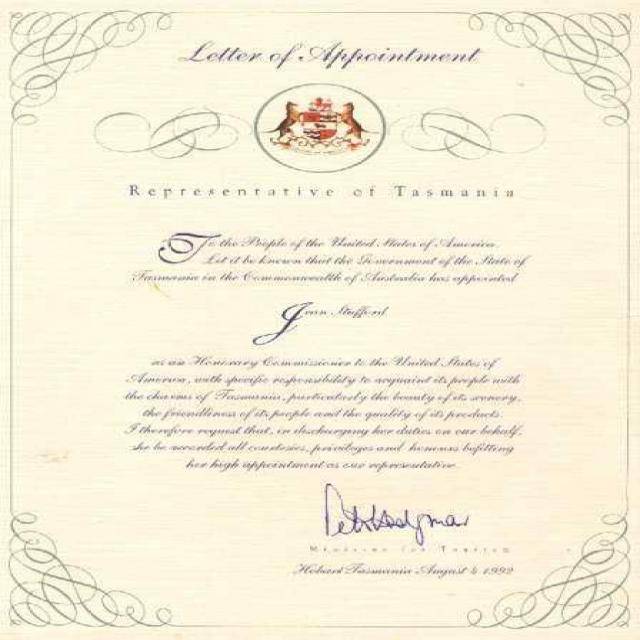 Letter of Appointment
Representative of Tasmania
To the People of the United States of America.
Let it be known that the Government of the State of
Tasmania in the Commonwealth of Australia has appointed
Jean Stafford
as an Honorary Commissioner to the United States of
America, with specific responsibility to acquaint its people with
the charms of Tasmania, particularly the beauty of its scenery,
the friendliness of its people and the quality of its products.
I therefore request that, in discharging her duties on our behalf,
she be accorded all courtesies, privileges and honours befitting
her high appointment as our representative.
Minister for Tourism
Hobart Tasmania August 4 1992